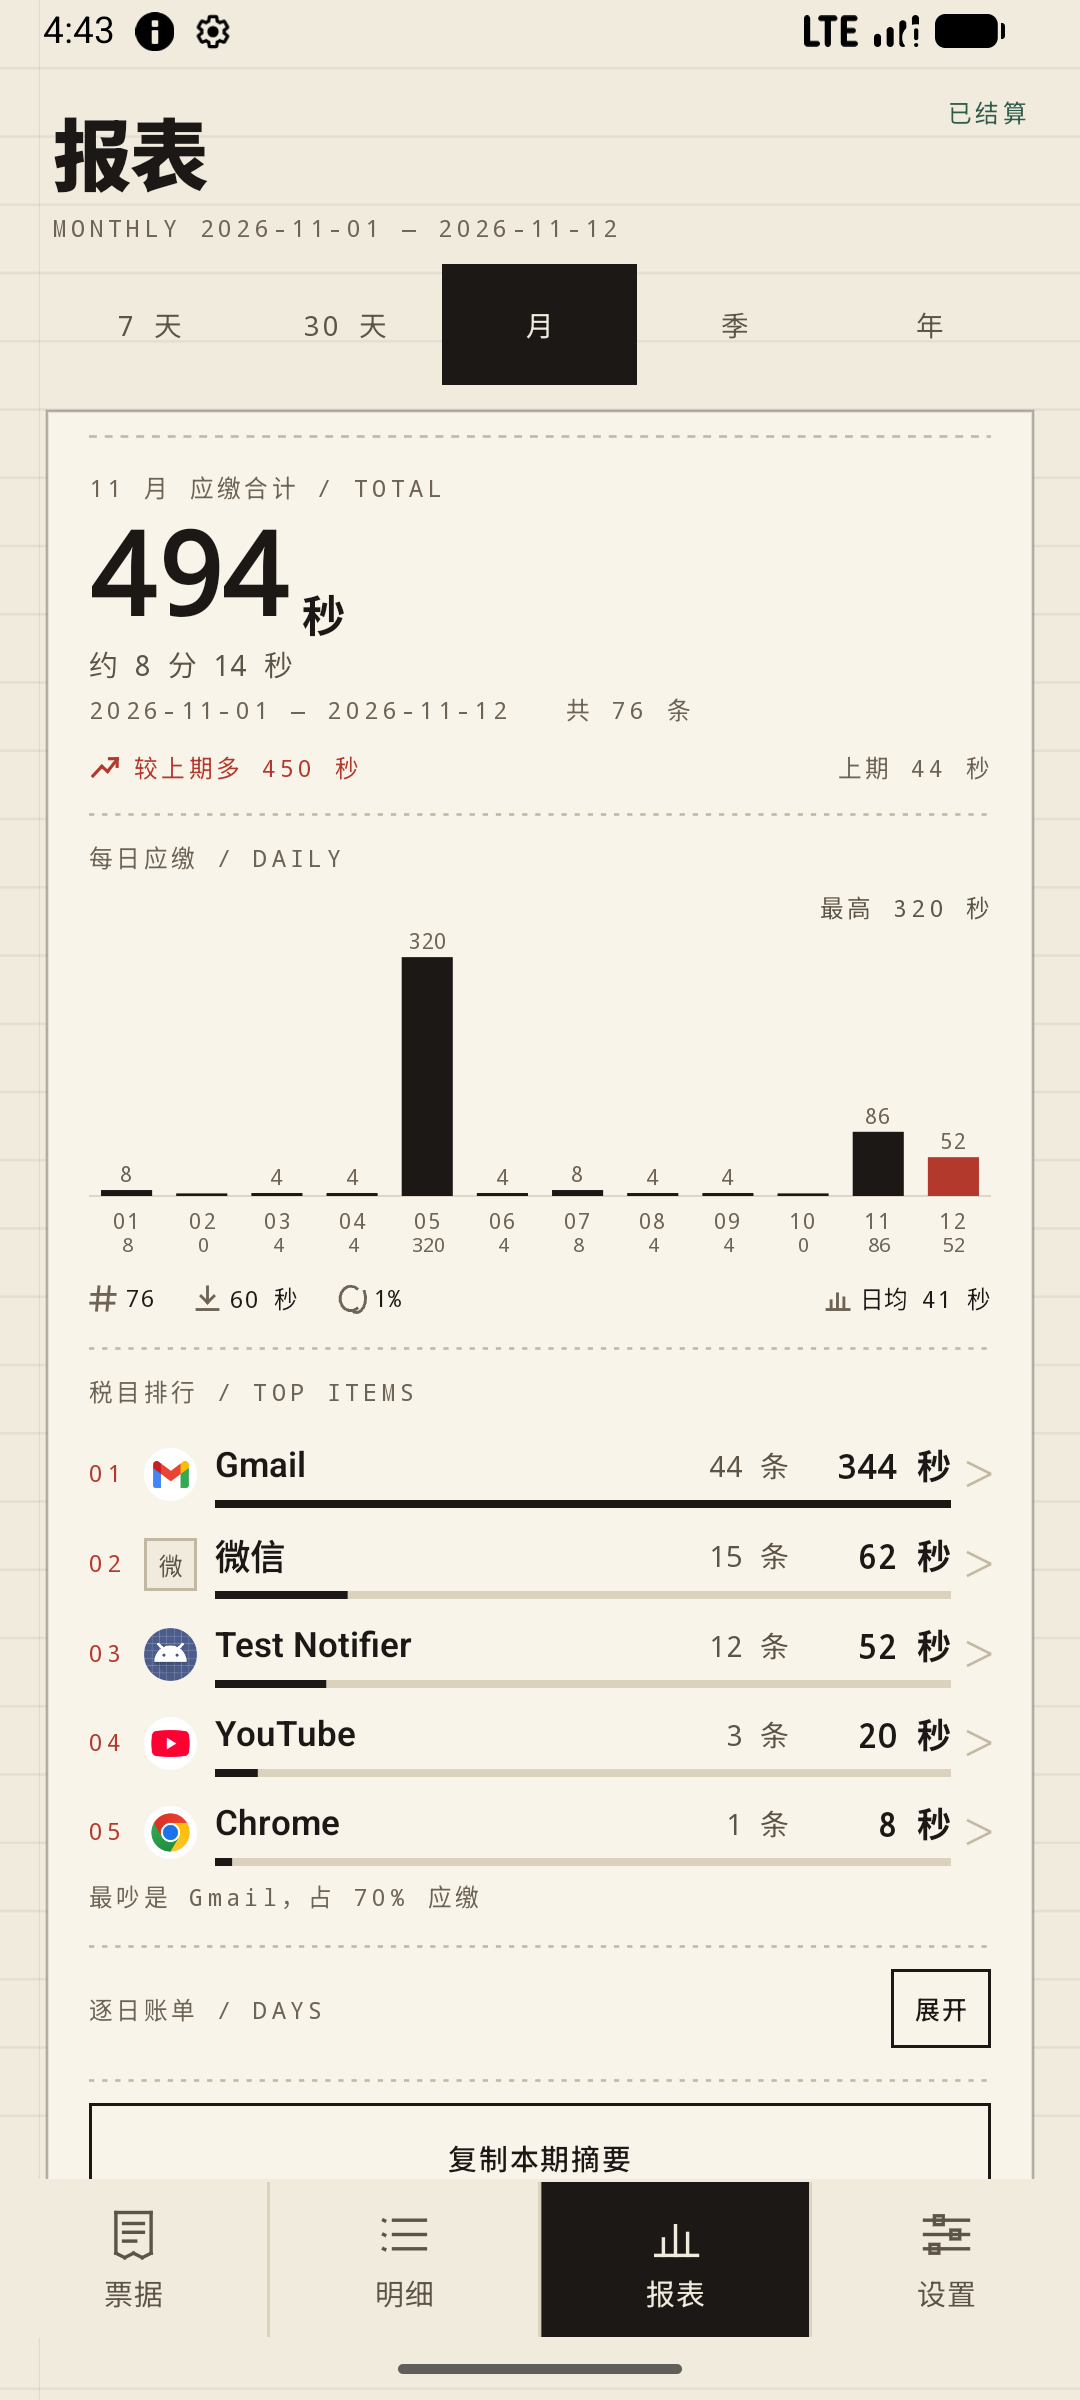 4:43 LTE
已结算
报表
MONTHLY 2026-11-01 — 2026-11-12
7 天 30 天 月 季 年
11 月 应缴合计 / TOTAL
494 秒
约 8 分 14 秒
2026-11-01 — 2026-11-12 共 76 条
较上期多 450 秒 上期 44 秒
每日应缴 / DAILY
最高 320 秒
320
86
52
8 4 4 4 8 4 4
01 02 03 04 05 06 07 08 09 10 11 12
8 0 4 4 320 4 8 4 4 0 86 52
76 60 秒 1% 日均 41 秒
税目排行 / TOP ITEMS
01 Gmail 44 条 344 秒
02 微 微信 15 条 62 秒
03 Test Notifier 12 条 52 秒
04 YouTube 3 条 20 秒
05 Chrome 1 条 8 秒
最吵是 Gmail，占 70% 应缴
逐日账单 / DAYS 展开
复制本期摘要
票据 明细 报表 设置